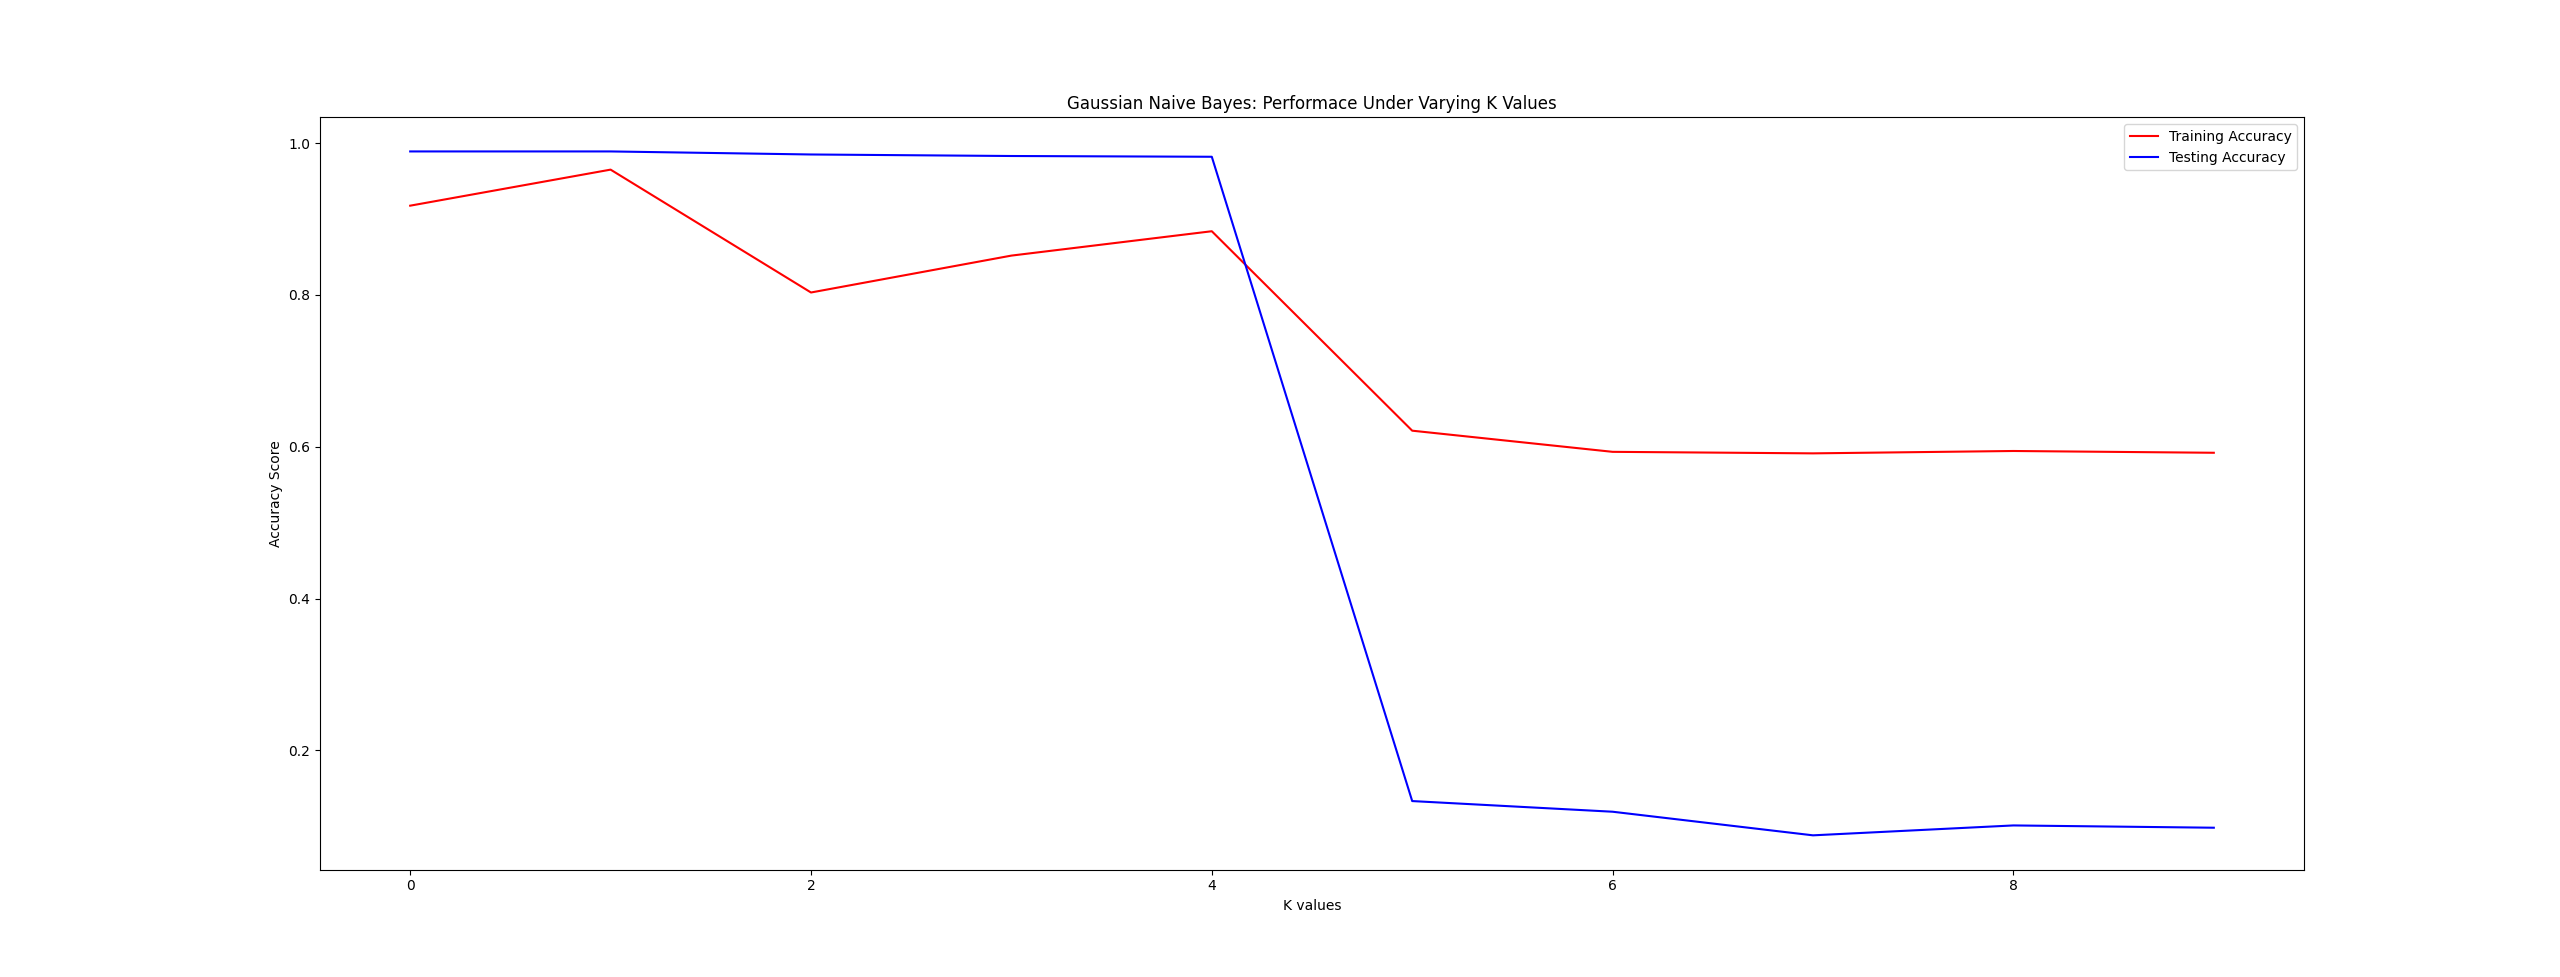 Gaussian Naive Bayes: Performace Under Varying K Values
Training Accuracy
Testing Accuracy
1.0
0.8
0.6
0.4
0.2
Accuracy Score
0 2 4 6 8
K values